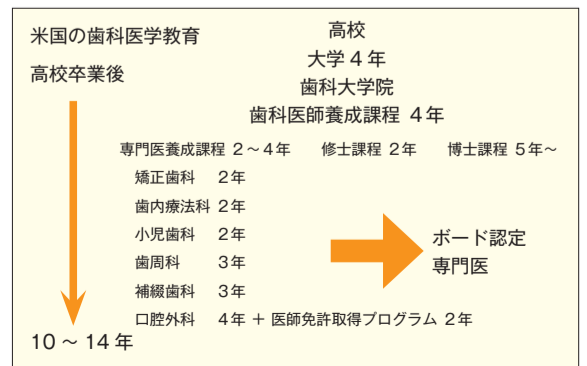 米国の歯科医学教育
高校卒業後
高校
大学 4 年
歯科大学院
歯科医師養成課程 4 年
専門医養成課程 2～4年 修士課程 2年 博士課程 5年～
矯正歯科 2年
歯内療法科 2年
小児歯科 2年
歯周科 3年
補綴歯科 3年
口腔外科 4年 ＋ 医師免許取得プログラム 2年
ボード認定
専門医
10 ～ 14 年